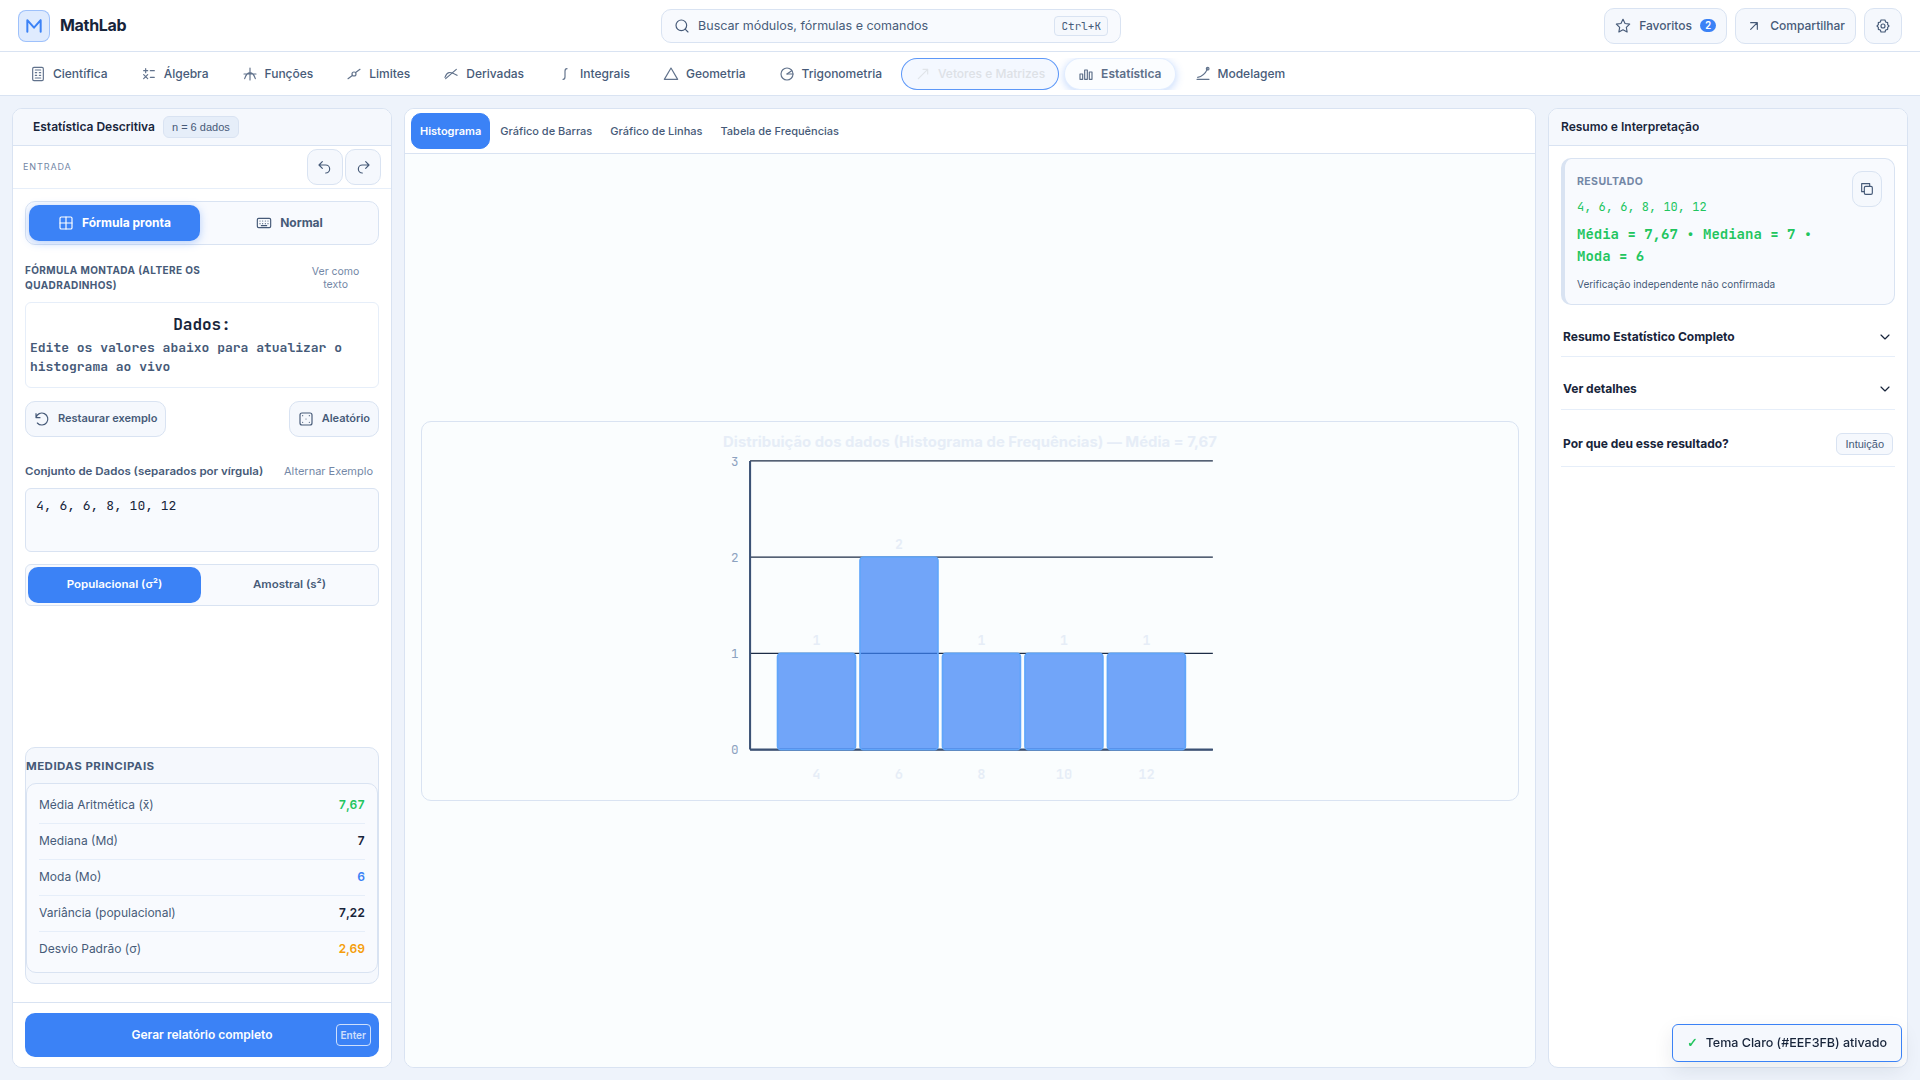 MathLab
Buscar módulos, fórmulas e comandos
Ctrl+K
Favoritos 2
Compartilhar
Científica
Álgebra
Funções
Limites
Derivadas
Integrais
Geometria
Trigonometria
Vetores e Matrizes
Estatística
Modelagem
Estatística Descritiva
n = 6 dados
ENTRADA
Fórmula pronta
Normal
FÓRMULA MONTADA (ALTERE OS
QUADRADINHOS)
Ver como
texto
Dados:
Edite os valores abaixo para atualizar o
histograma ao vivo
Restaurar exemplo
Aleatório
Conjunto de Dados (separados por vírgula)
Alternar Exemplo
4, 6, 6, 8, 10, 12
Populacional (σ²)
Amostral (s²)
MEDIDAS PRINCIPAIS
Média Aritmética (x̄) 7,67
Mediana (Md) 7
Moda (Mo) 6
Variância (populacional) 7,22
Desvio Padrão (σ) 2,69
Gerar relatório completo
Enter
Histograma
Gráfico de Barras
Gráfico de Linhas
Tabela de Frequências
Distribuição dos dados (Histograma de Frequências) — Média = 7,67
3
2
1
0
1
2
1
1
1
4
6
8
10
12
Resumo e Interpretação
RESULTADO
4, 6, 6, 8, 10, 12
Média = 7,67 • Mediana = 7 •
Moda = 6
Verificação independente não confirmada
Resumo Estatístico Completo
Ver detalhes
Por que deu esse resultado?
Intuição
✓ Tema Claro (#EEF3FB) ativado